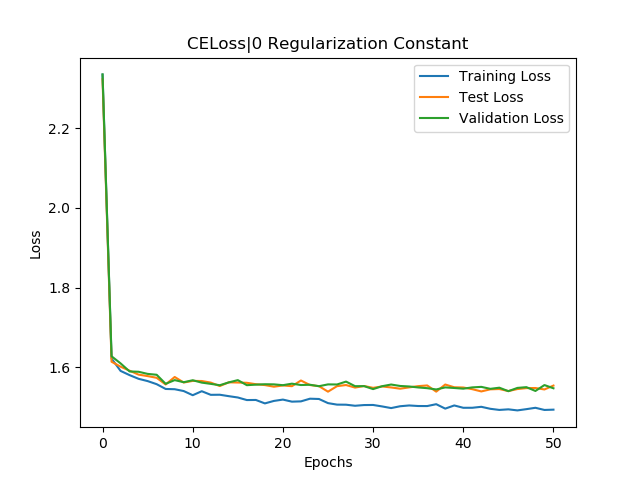 CELoss|0 Regularization Constant
Training Loss
Test Loss
Validation Loss
2.2
2.0
1.8
1.6
Loss
0
10
20
30
40
50
Epochs